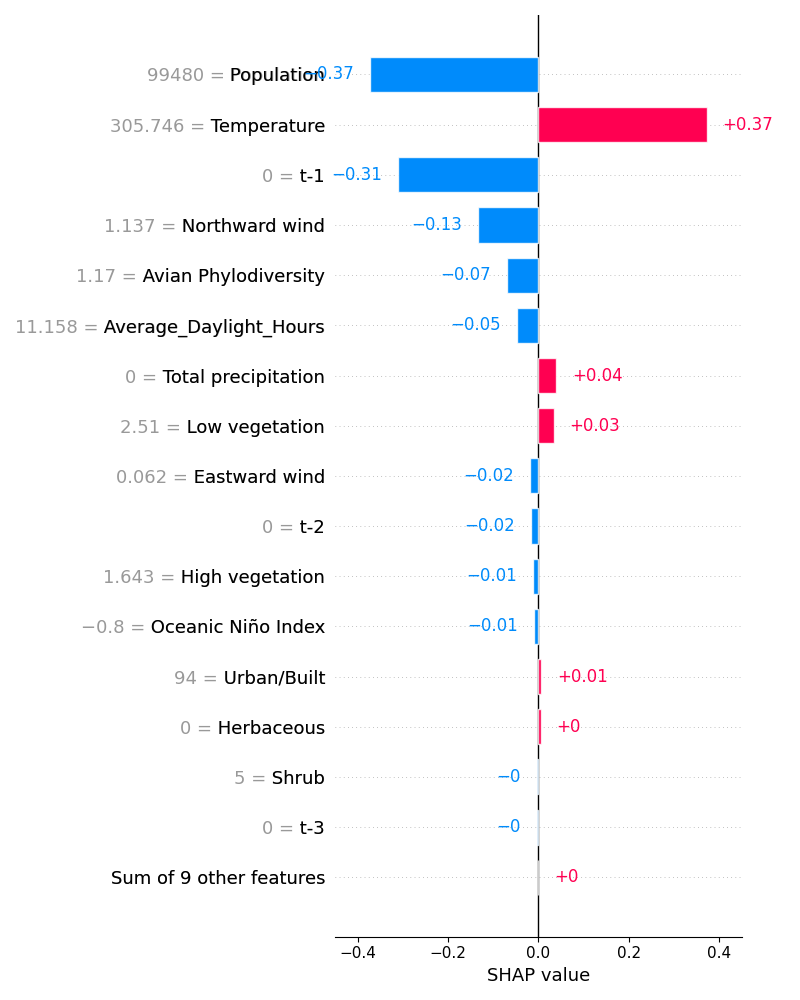 99480 = Population −0.37
305.746 = Temperature +0.37
0 = t-1 −0.31
1.137 = Northward wind −0.13
1.17 = Avian Phylodiversity −0.07
11.158 = Average_Daylight_Hours −0.05
0 = Total precipitation +0.04
2.51 = Low vegetation +0.03
0.062 = Eastward wind −0.02
0 = t-2 −0.02
1.643 = High vegetation −0.01
−0.8 = Oceanic Niño Index −0.01
94 = Urban/Built +0.01
0 = Herbaceous +0
5 = Shrub −0
0 = t-3 −0
Sum of 9 other features +0
−0.4 −0.2 0.0 0.2 0.4
SHAP value